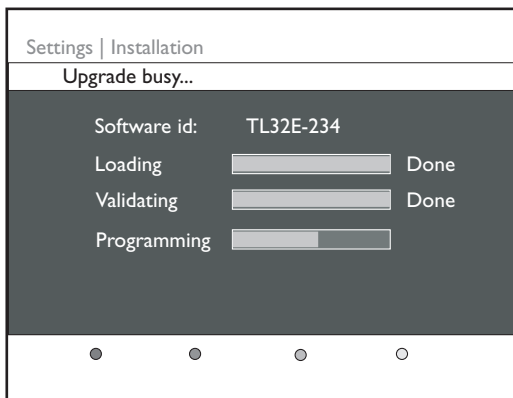 Settings | Installation
Upgrade busy...
Software id: TL32E-234
Loading Done
Validating Done
Programming